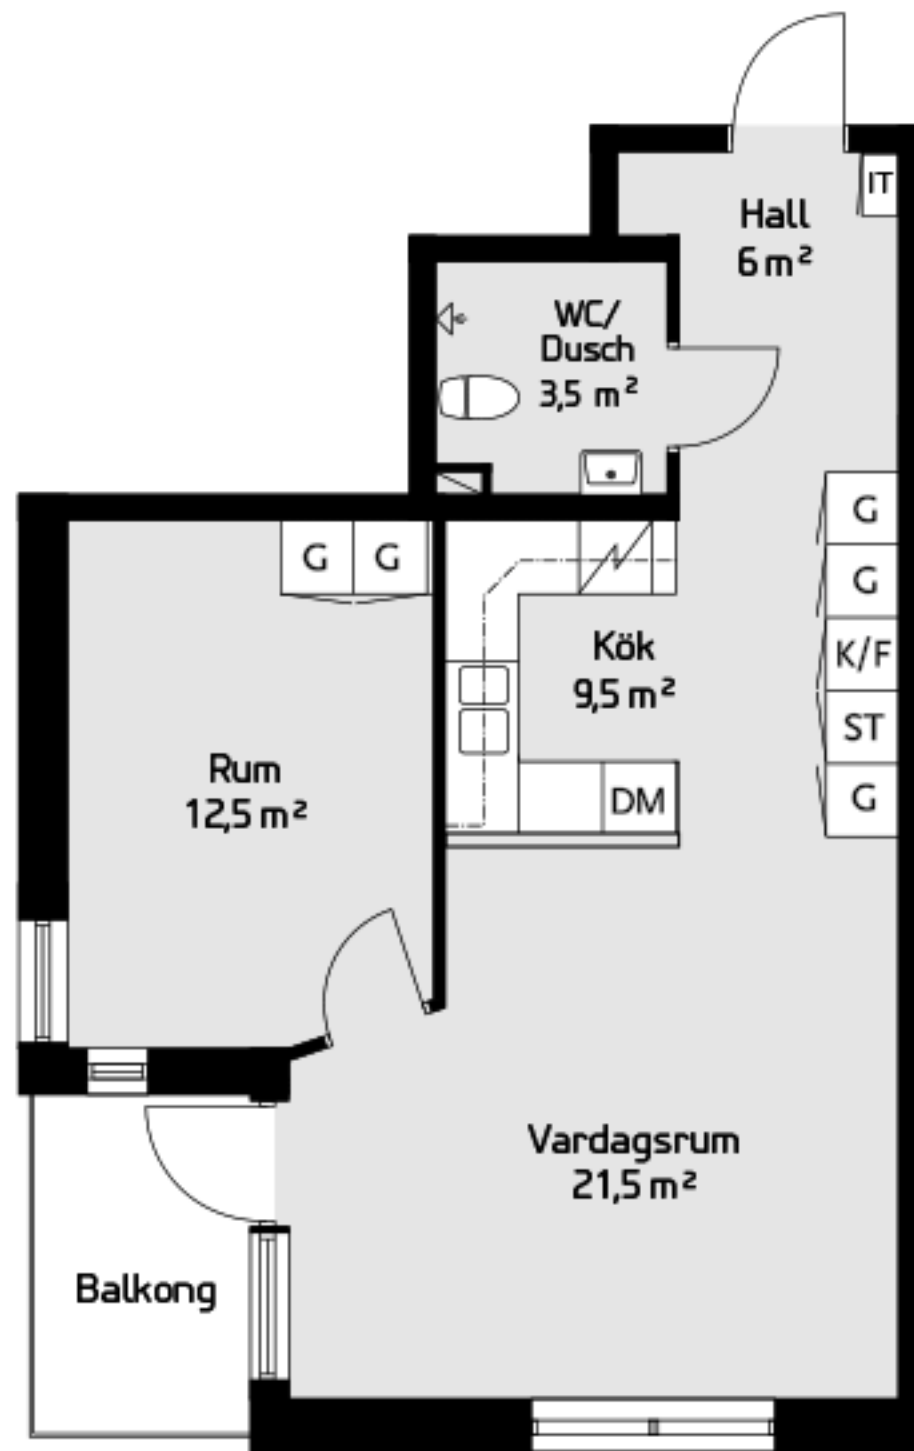 IT
Hall
6 m²
WC/
Dusch
3,5 m²
G
G
K/F
ST
G
G G
Kök
9,5 m²
DM
Rum
12,5 m²
Vardagsrum
21,5 m²
Balkong